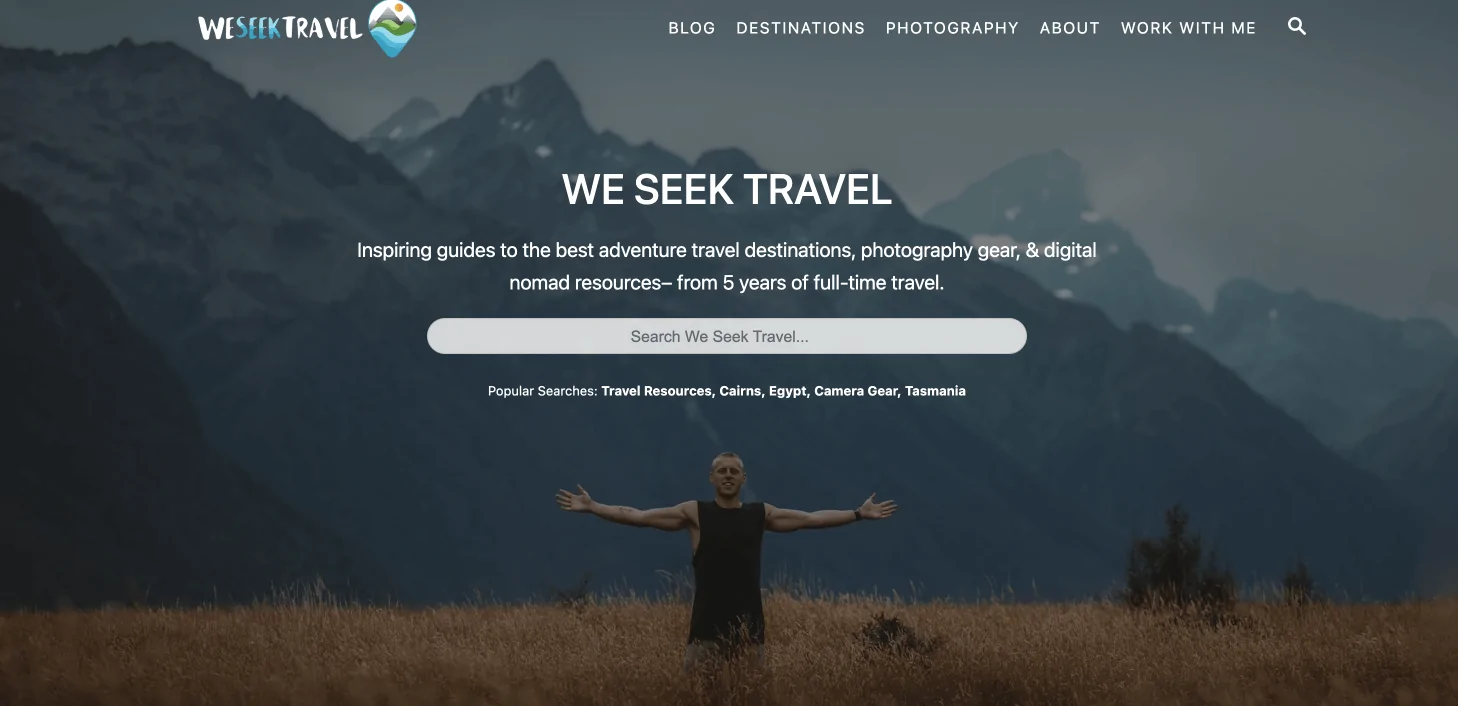 WESEEKTRAVEL
BLOG DESTINATIONS PHOTOGRAPHY ABOUT WORK WITH ME
WE SEEK TRAVEL
Inspiring guides to the best adventure travel destinations, photography gear, & digital
nomad resources– from 5 years of full-time travel.
Search We Seek Travel...
Popular Searches: Travel Resources, Cairns, Egypt, Camera Gear, Tasmania